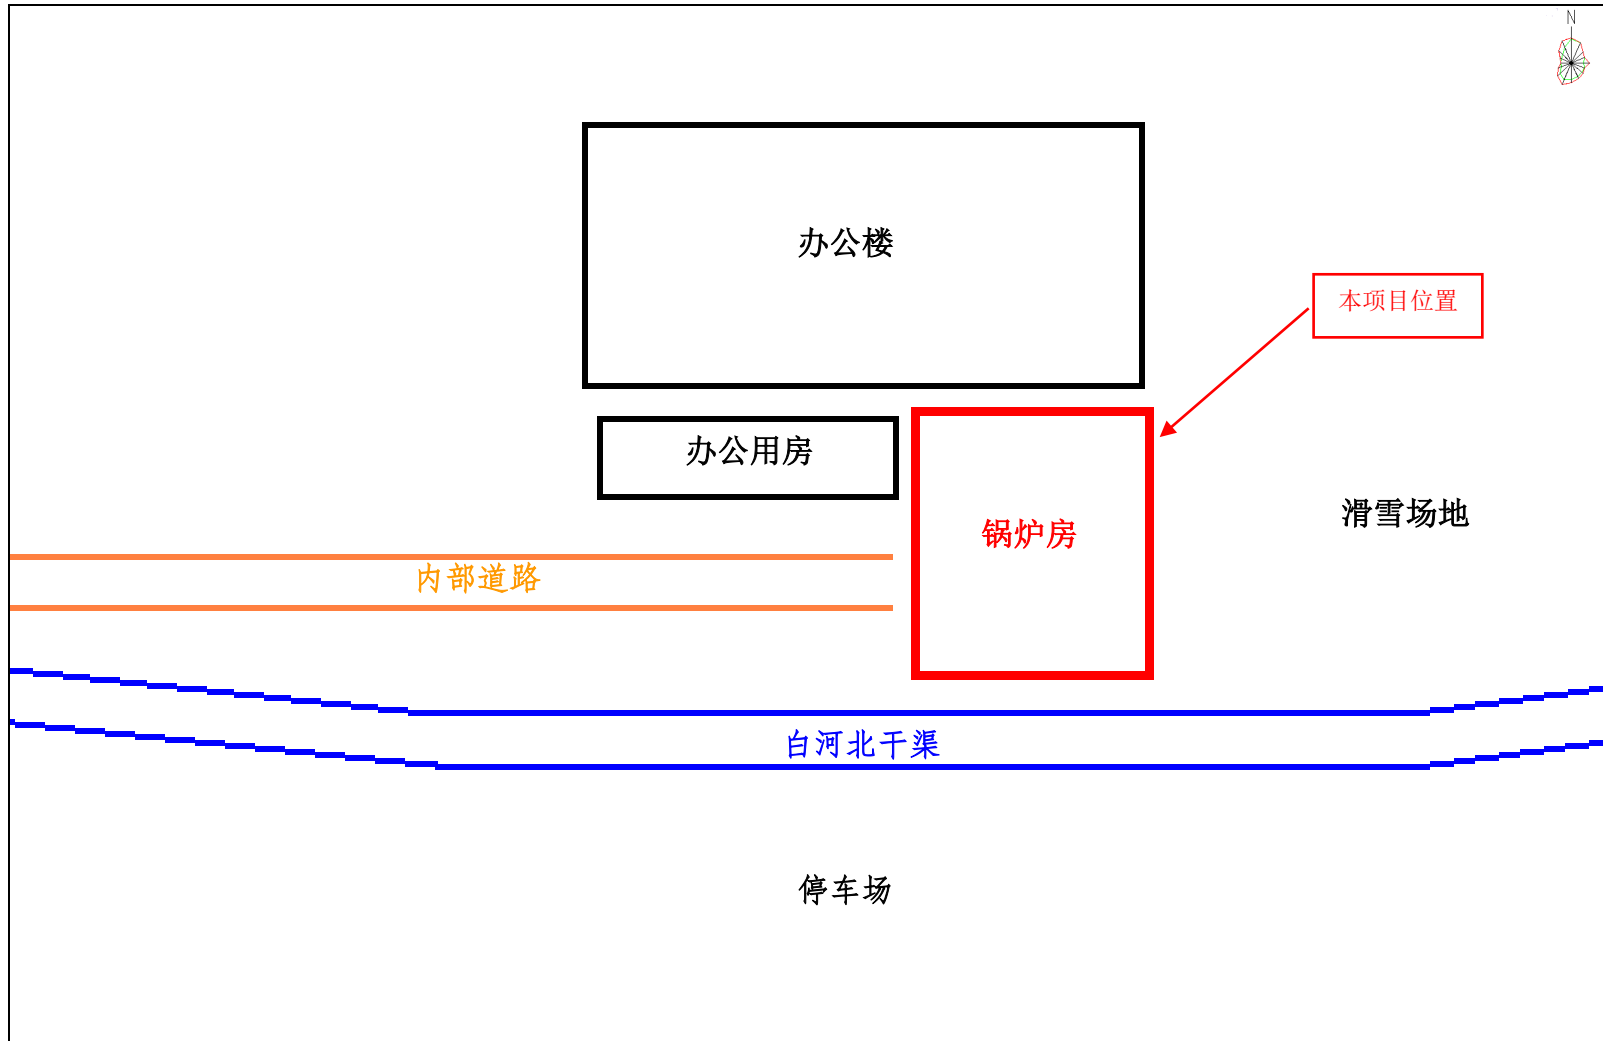 N
办公楼
本项目位置
办公用房
滑雪场地
锅炉房
内部道路
白河北干渠
停车场